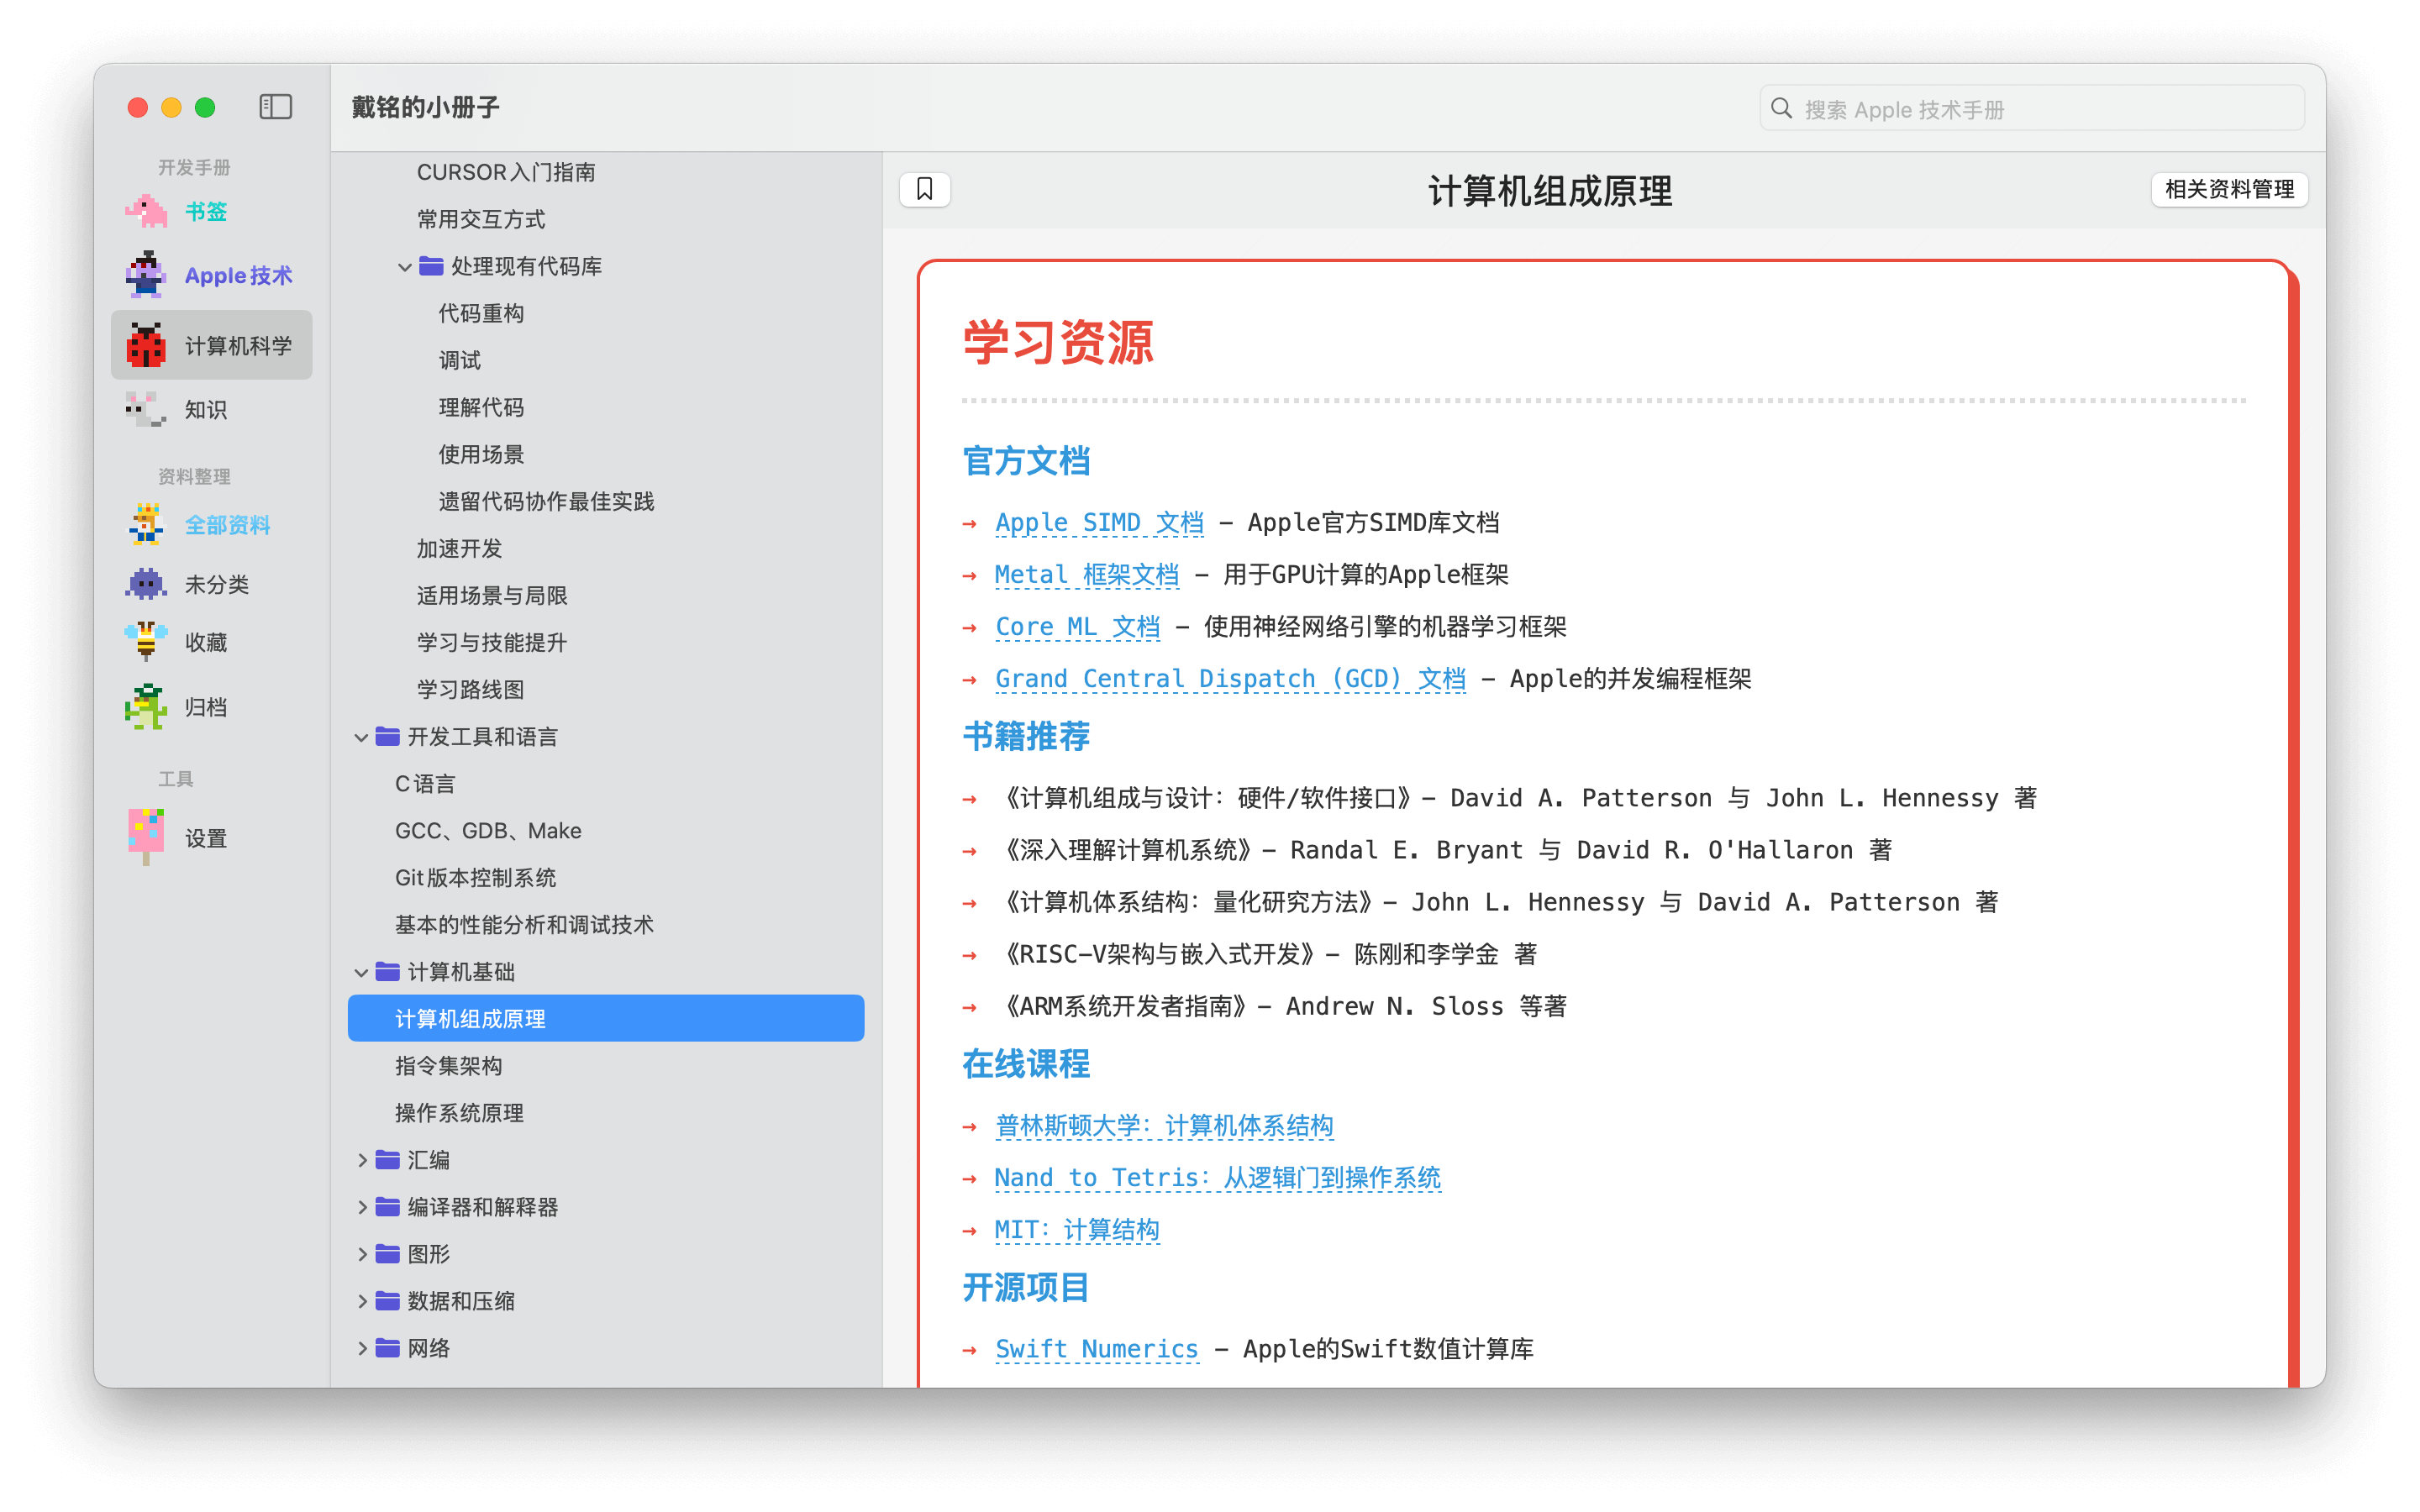 戴铭的小册子
搜索 Apple 技术手册
开发手册
书签
Apple技术
计算机科学
知识
资料整理
全部资料
未分类
收藏
归档
工具
设置
CURSOR入门指南
常用交互方式
处理现有代码库
代码重构
调试
理解代码
使用场景
遗留代码协作最佳实践
加速开发
适用场景与局限
学习与技能提升
学习路线图
开发工具和语言
C语言
GCC、GDB、Make
Git版本控制系统
基本的性能分析和调试技术
计算机基础
计算机组成原理
指令集架构
操作系统原理
汇编
编译器和解释器
图形
数据和压缩
网络
计算机组成原理
相关资料管理
学习资源
官方文档
→ Apple SIMD 文档 – Apple官方SIMD库文档
→ Metal 框架文档 – 用于GPU计算的Apple框架
→ Core ML 文档 – 使用神经网络引擎的机器学习框架
→ Grand Central Dispatch (GCD) 文档 – Apple的并发编程框架
书籍推荐
→ 《计算机组成与设计：硬件/软件接口》– David A. Patterson 与 John L. Hennessy 著
→ 《深入理解计算机系统》– Randal E. Bryant 与 David R. O'Hallaron 著
→ 《计算机体系结构：量化研究方法》– John L. Hennessy 与 David A. Patterson 著
→ 《RISC-V架构与嵌入式开发》– 陈刚和李学金 著
→ 《ARM系统开发者指南》– Andrew N. Sloss 等著
在线课程
→ 普林斯顿大学：计算机体系结构
→ Nand to Tetris：从逻辑门到操作系统
→ MIT：计算结构
开源项目
→ Swift Numerics – Apple的Swift数值计算库